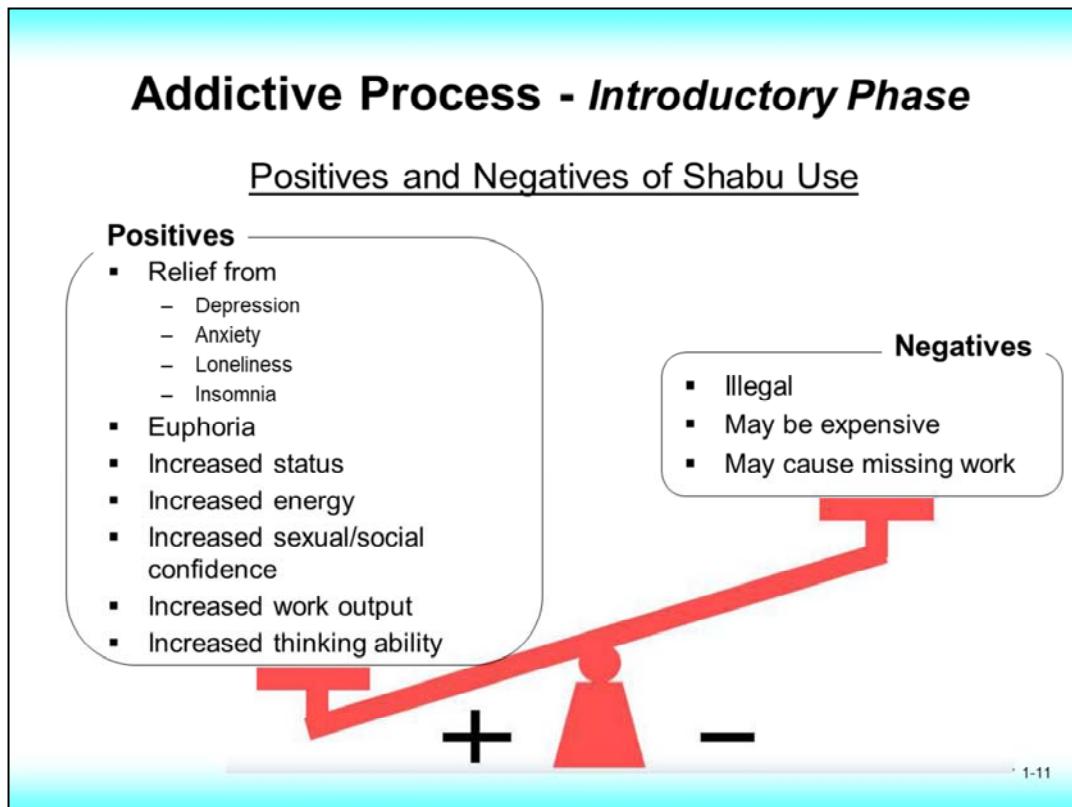 Addictive Process - Introductory Phase
Positives and Negatives of Shabu Use
Positives
▪ Relief from
– Depression
– Anxiety
– Loneliness
– Insomnia
▪ Euphoria
▪ Increased status
▪ Increased energy
▪ Increased sexual/social
confidence
▪ Increased work output
▪ Increased thinking ability
Negatives
▪ Illegal
▪ May be expensive
▪ May cause missing work
+ –
1-11